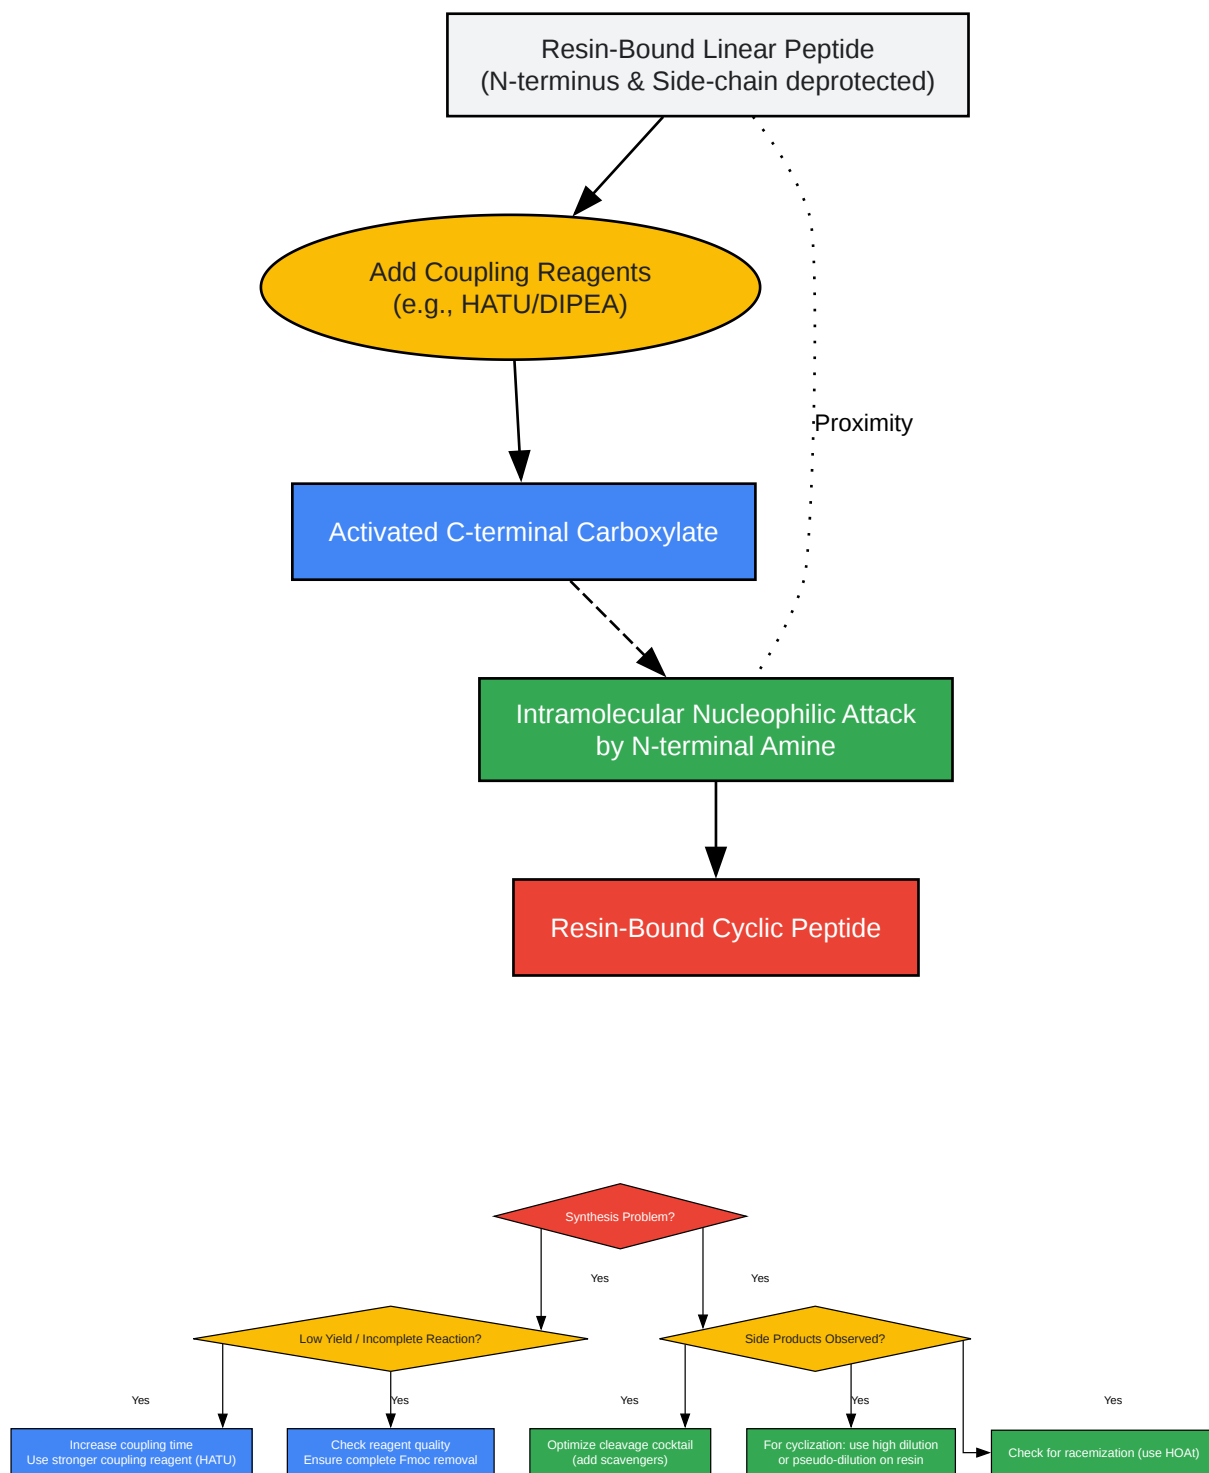 Resin-Bound Linear Peptide
(N-terminus & Side-chain deprotected)
Add Coupling Reagents
(e.g., HATU/DIPEA)
Proximity
Activated C-terminal Carboxylate
Intramolecular Nucleophilic Attack
by N-terminal Amine
Resin-Bound Cyclic Peptide
Synthesis Problem?
Yes
Yes
Low Yield / Incomplete Reaction?
Side Products Observed?
Yes
Yes
Yes
Yes
Yes
Increase coupling time
Use stronger coupling reagent (HATU)
Check reagent quality
Ensure complete Fmoc removal
Optimize cleavage cocktail
(add scavengers)
For cyclization: use high dilution
or pseudo-dilution on resin
Check for racemization (use HOAt)